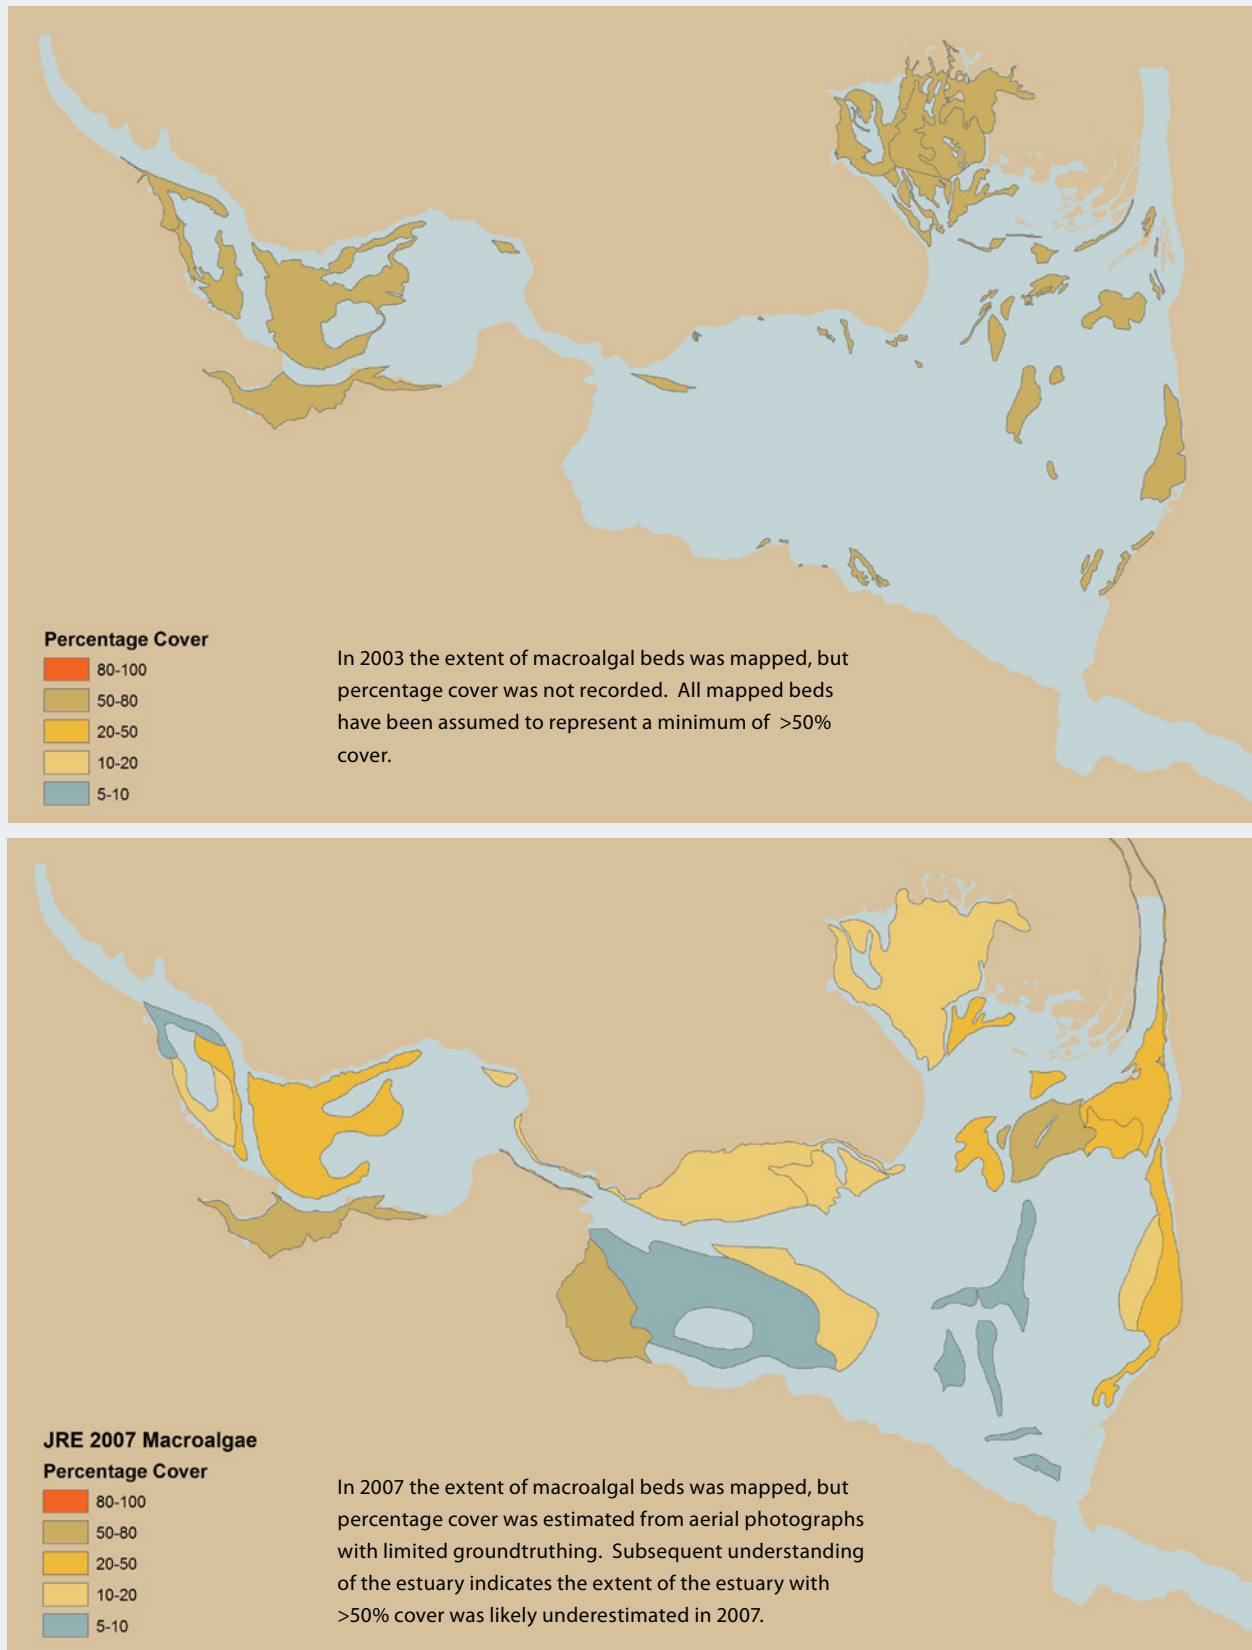 Percentage Cover
80-100
50-80
20-50
10-20
5-10
In 2003 the extent of macroalgal beds was mapped, but
percentage cover was not recorded. All mapped beds
have been assumed to represent a minimum of >50%
cover.
JRE 2007 Macroalgae
Percentage Cover
80-100
50-80
20-50
10-20
5-10
In 2007 the extent of macroalgal beds was mapped, but
percentage cover was estimated from aerial photographs
with limited groundtruthing. Subsequent understanding
of the estuary indicates the extent of the estuary with
>50% cover was likely underestimated in 2007.